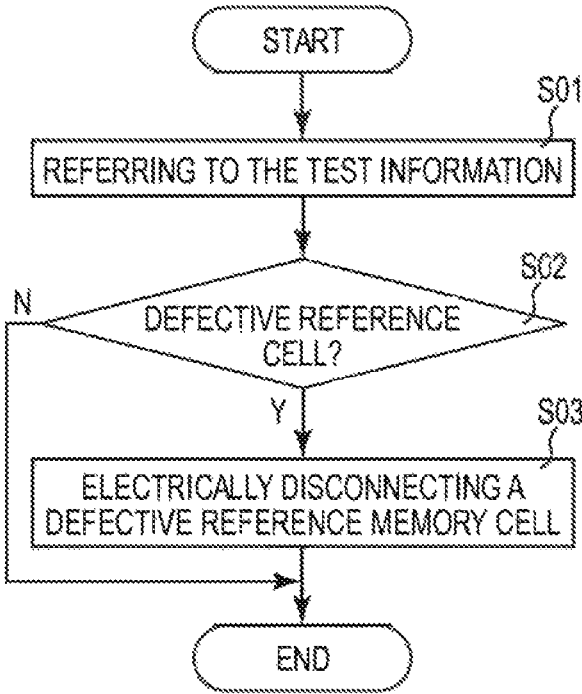 START
S01
REFERRING TO THE TEST INFORMATION
S02
N
DEFECTIVE REFERENCE
CELL?
Y
S03
ELECTRICALLY DISCONNECTING A
DEFECTIVE REFERENCE MEMORY CELL
END